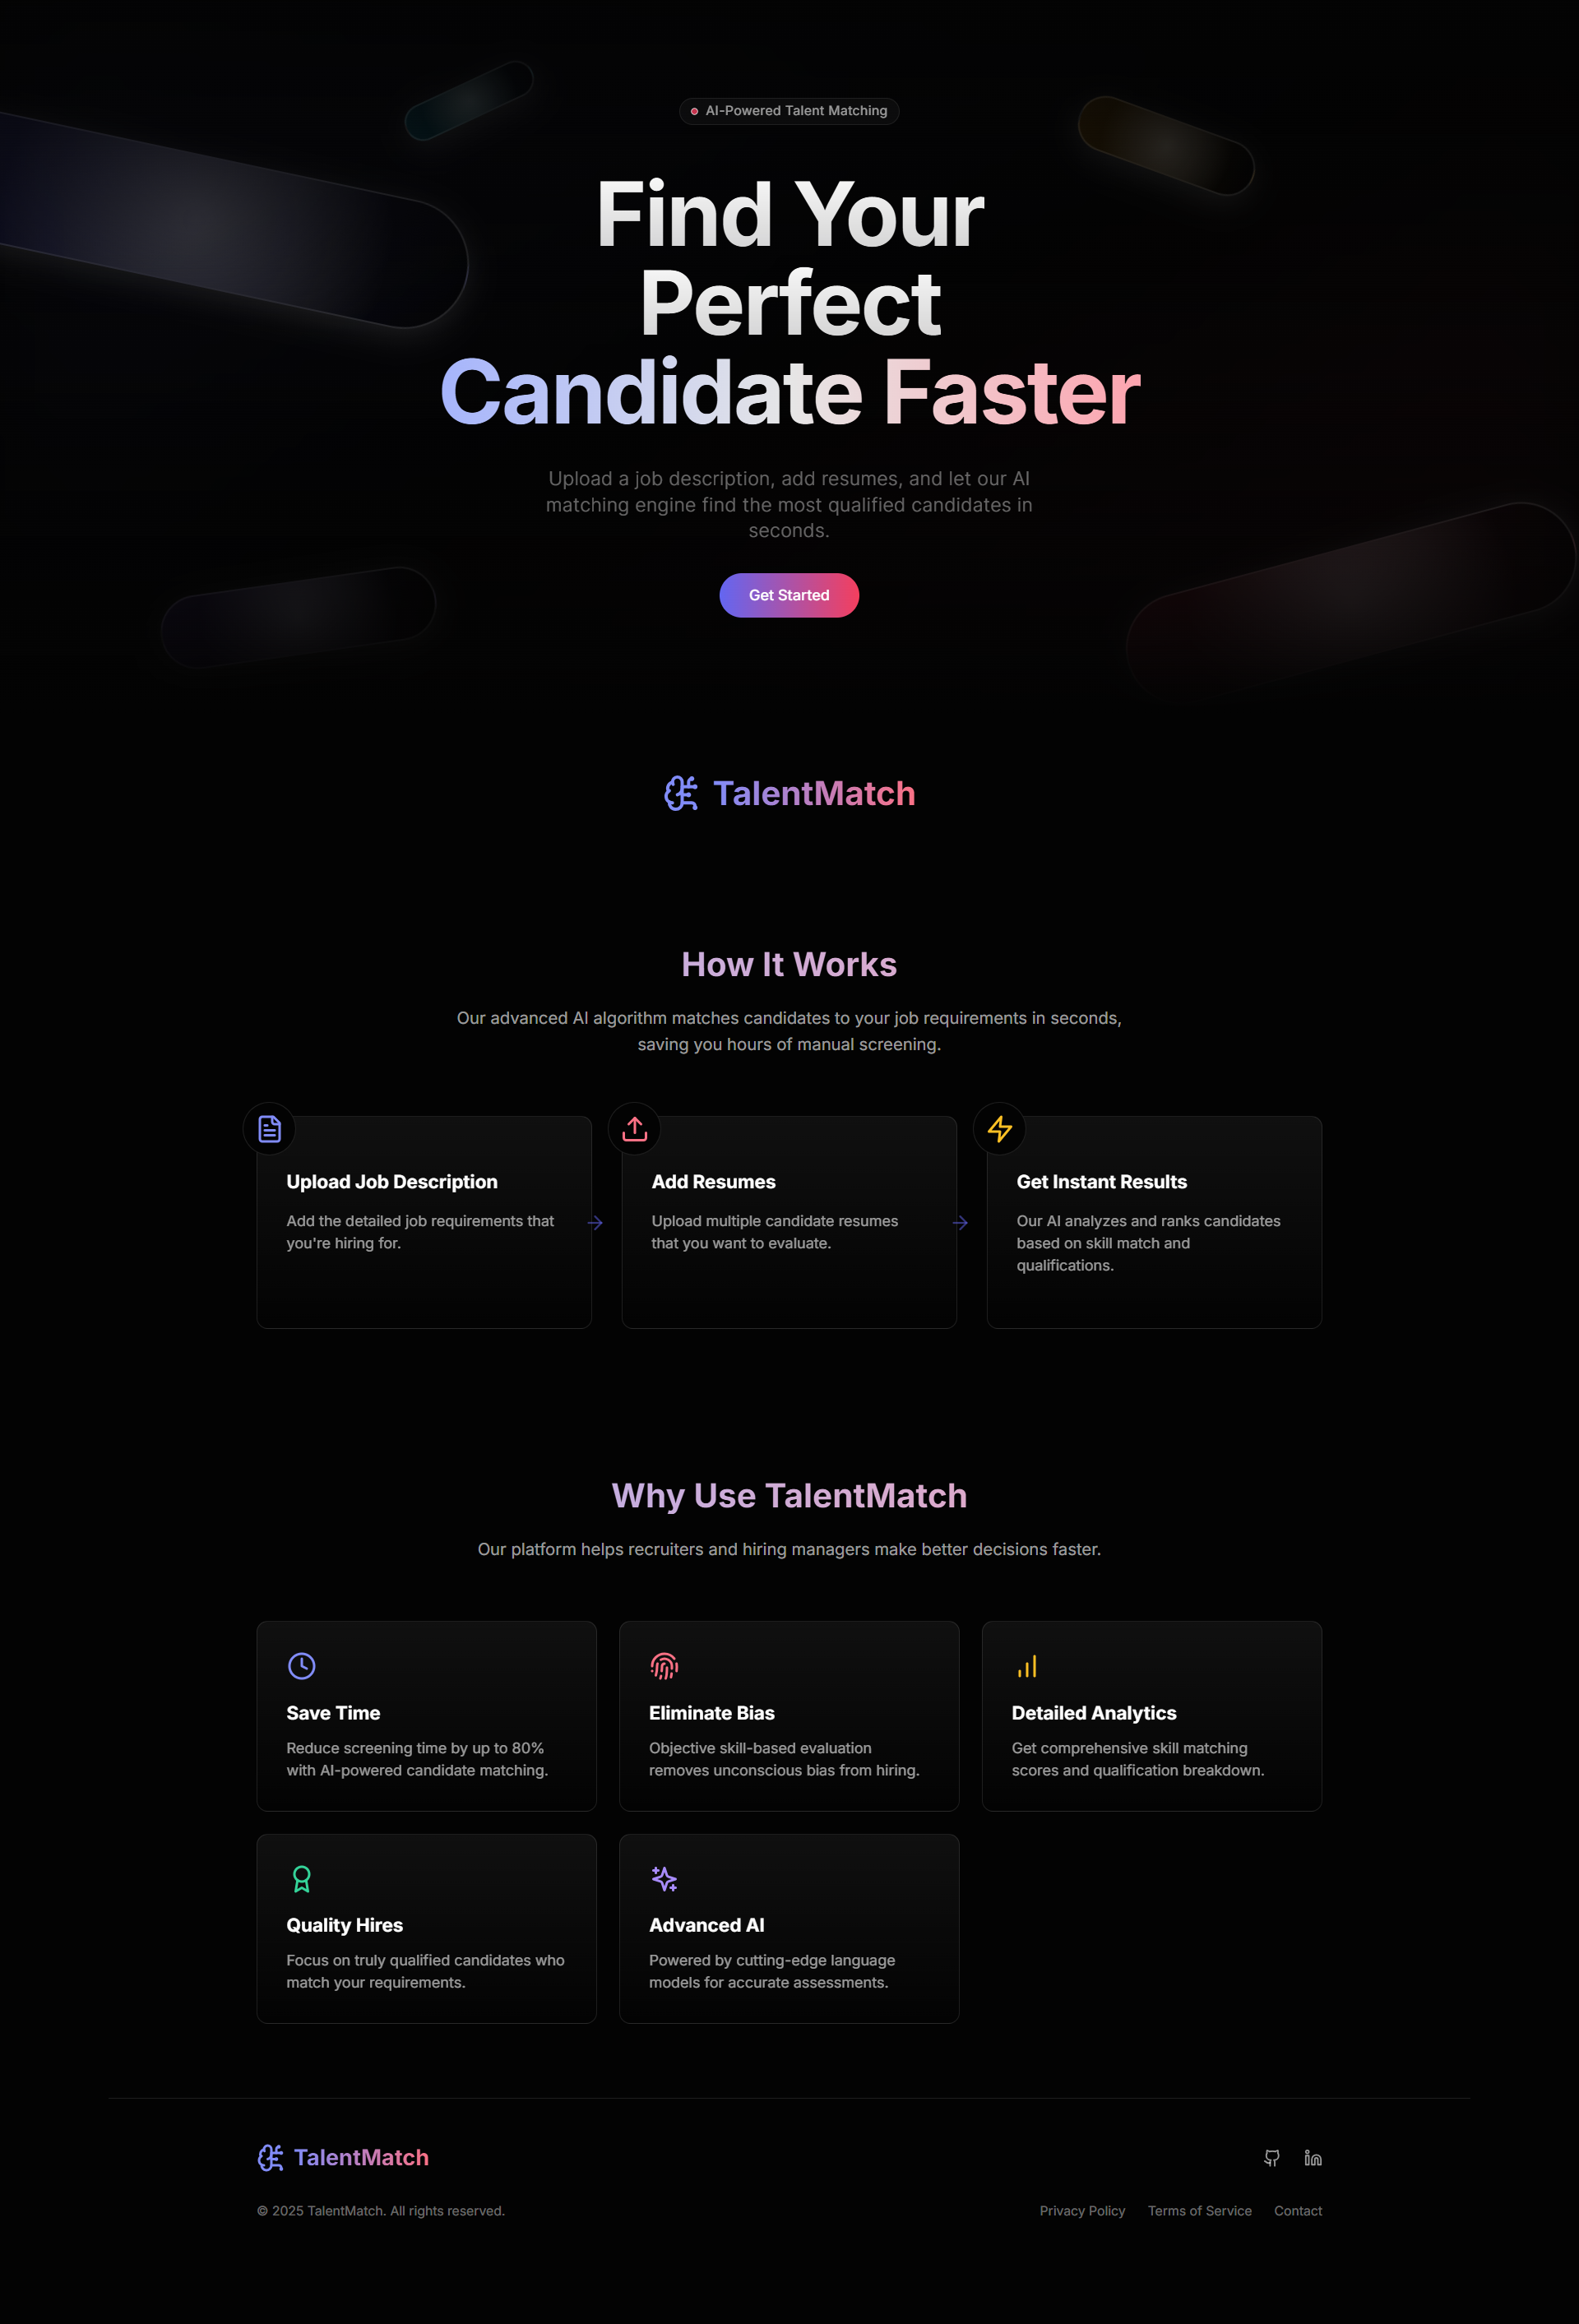 AI-Powered Talent Matching
Find Your
Perfect
Candidate Faster
Upload a job description, add resumes, and let our AI
matching engine find the most qualified candidates in
seconds.
Get Started
TalentMatch
How It Works
Our advanced AI algorithm matches candidates to your job requirements in seconds,
saving you hours of manual screening.
Upload Job Description
Add the detailed job requirements that
you're hiring for.
Add Resumes
Upload multiple candidate resumes
that you want to evaluate.
Get Instant Results
Our AI analyzes and ranks candidates
based on skill match and
qualifications.
Why Use TalentMatch
Our platform helps recruiters and hiring managers make better decisions faster.
Save Time
Reduce screening time by up to 80%
with AI-powered candidate matching.
Eliminate Bias
Objective skill-based evaluation
removes unconscious bias from hiring.
Detailed Analytics
Get comprehensive skill matching
scores and qualification breakdown.
Quality Hires
Focus on truly qualified candidates who
match your requirements.
Advanced AI
Powered by cutting-edge language
models for accurate assessments.
TalentMatch
© 2025 TalentMatch. All rights reserved.
Privacy Policy
Terms of Service
Contact